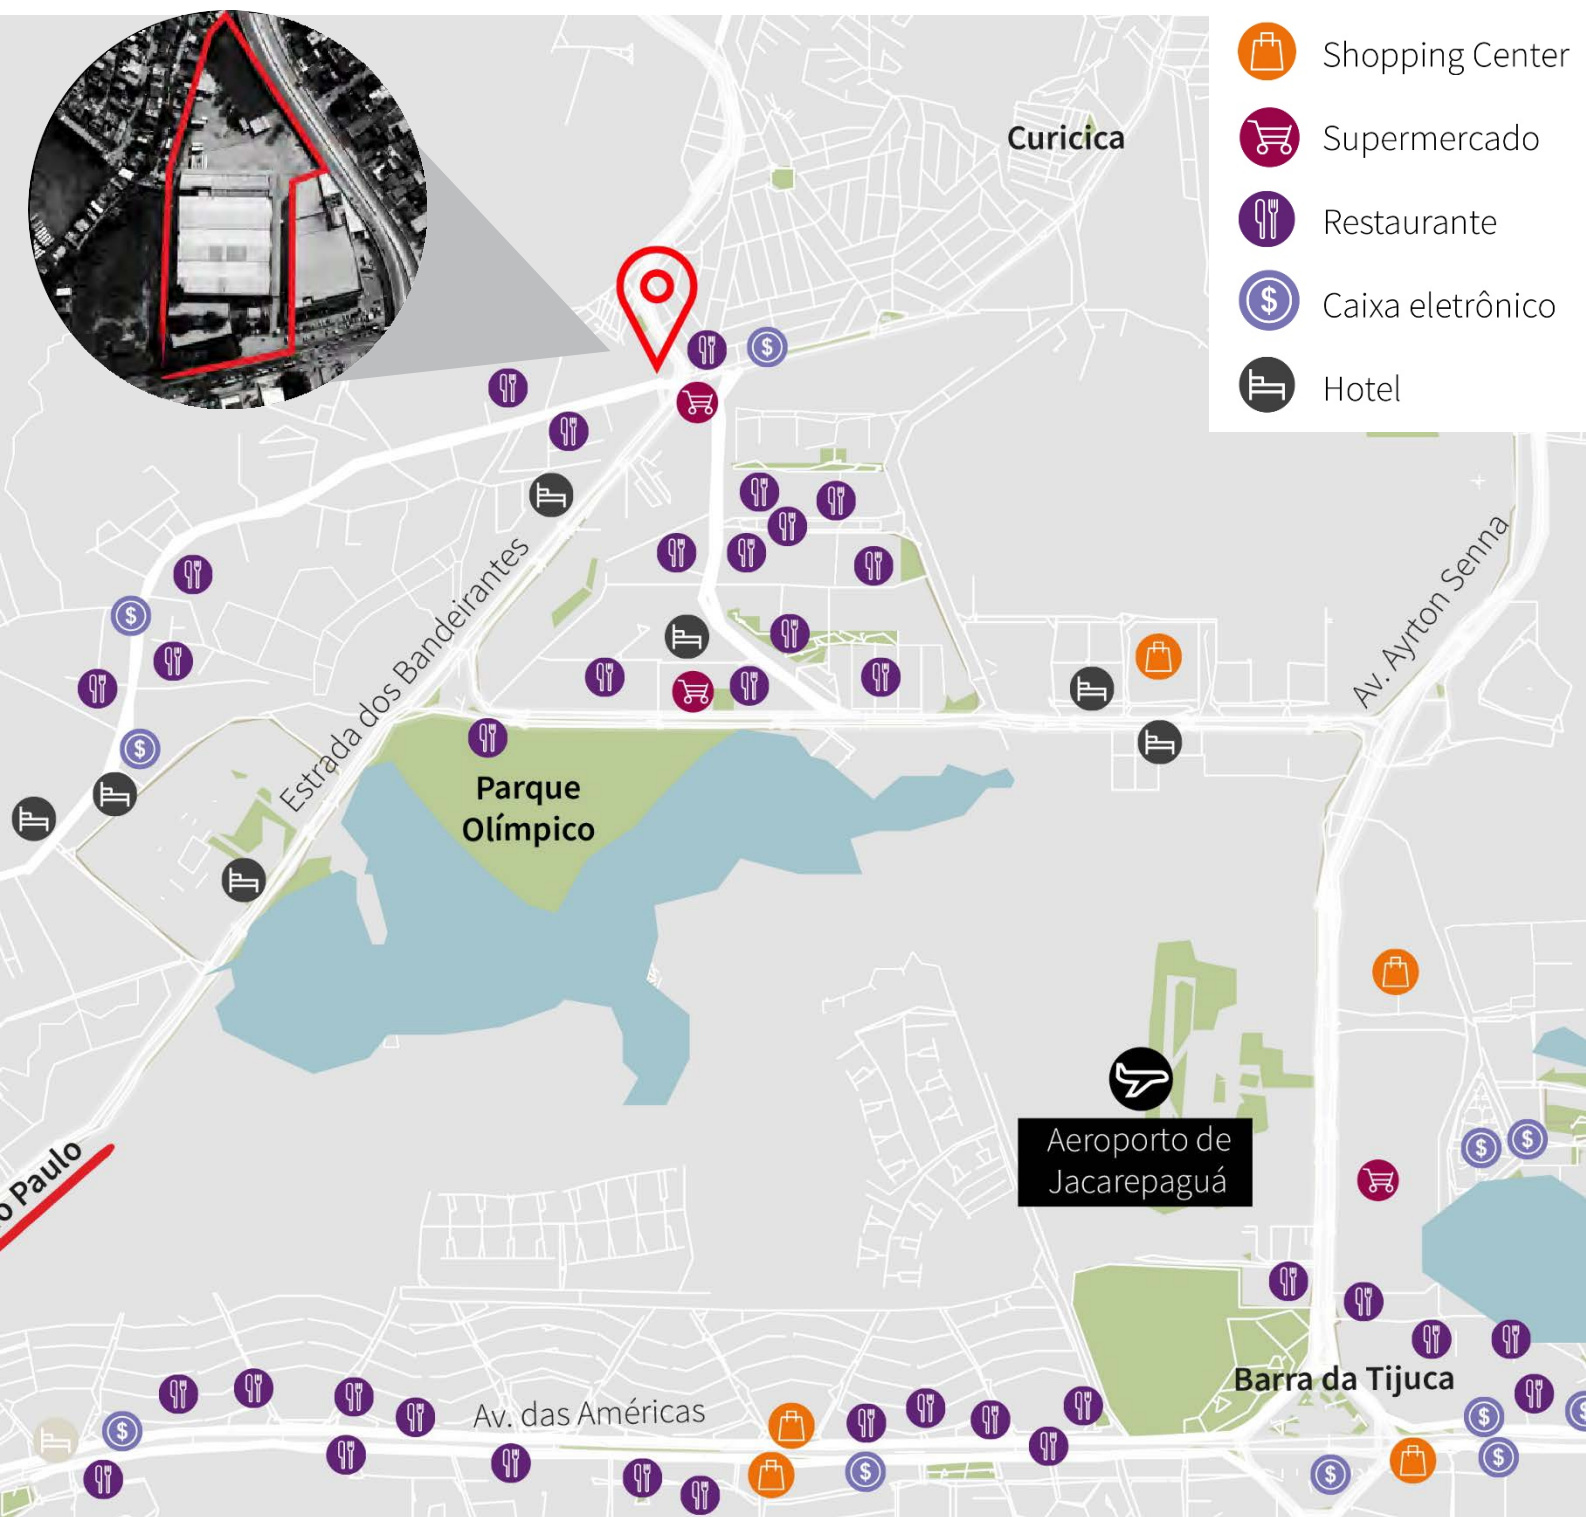 Shopping Center
Supermercado
Restaurante
Caixa eletrônico
Hotel
Curicica
Estrada dos Bandeirantes
Av. Ayrton Senna
Parque
Olímpico
Aeroporto de
Jacarepaguá
o Paulo
Barra da Tijuca
Av. das Américas